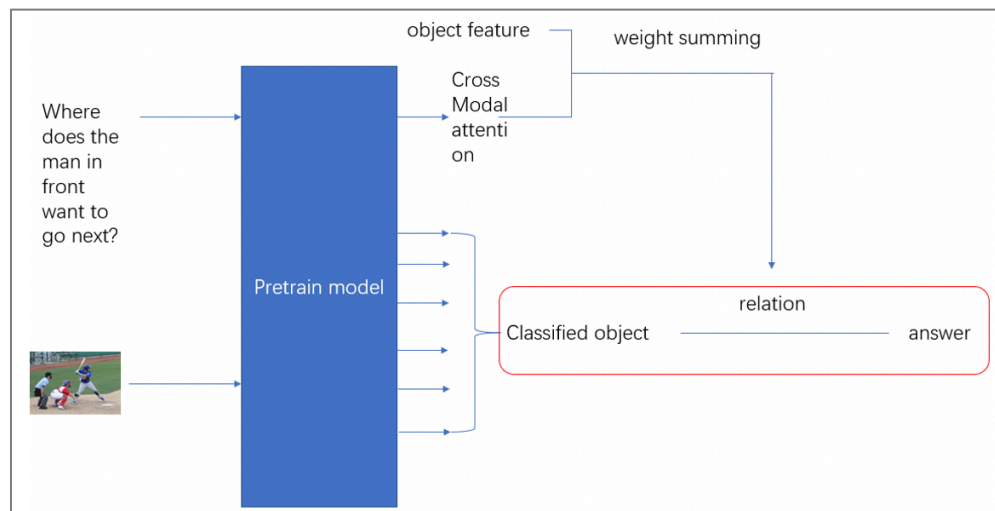 object feature
weight summing
Cross
Modal
attenti
on
Where
does the
man in
front
want to
go next?
Pretrain model
relation
Classified object
answer